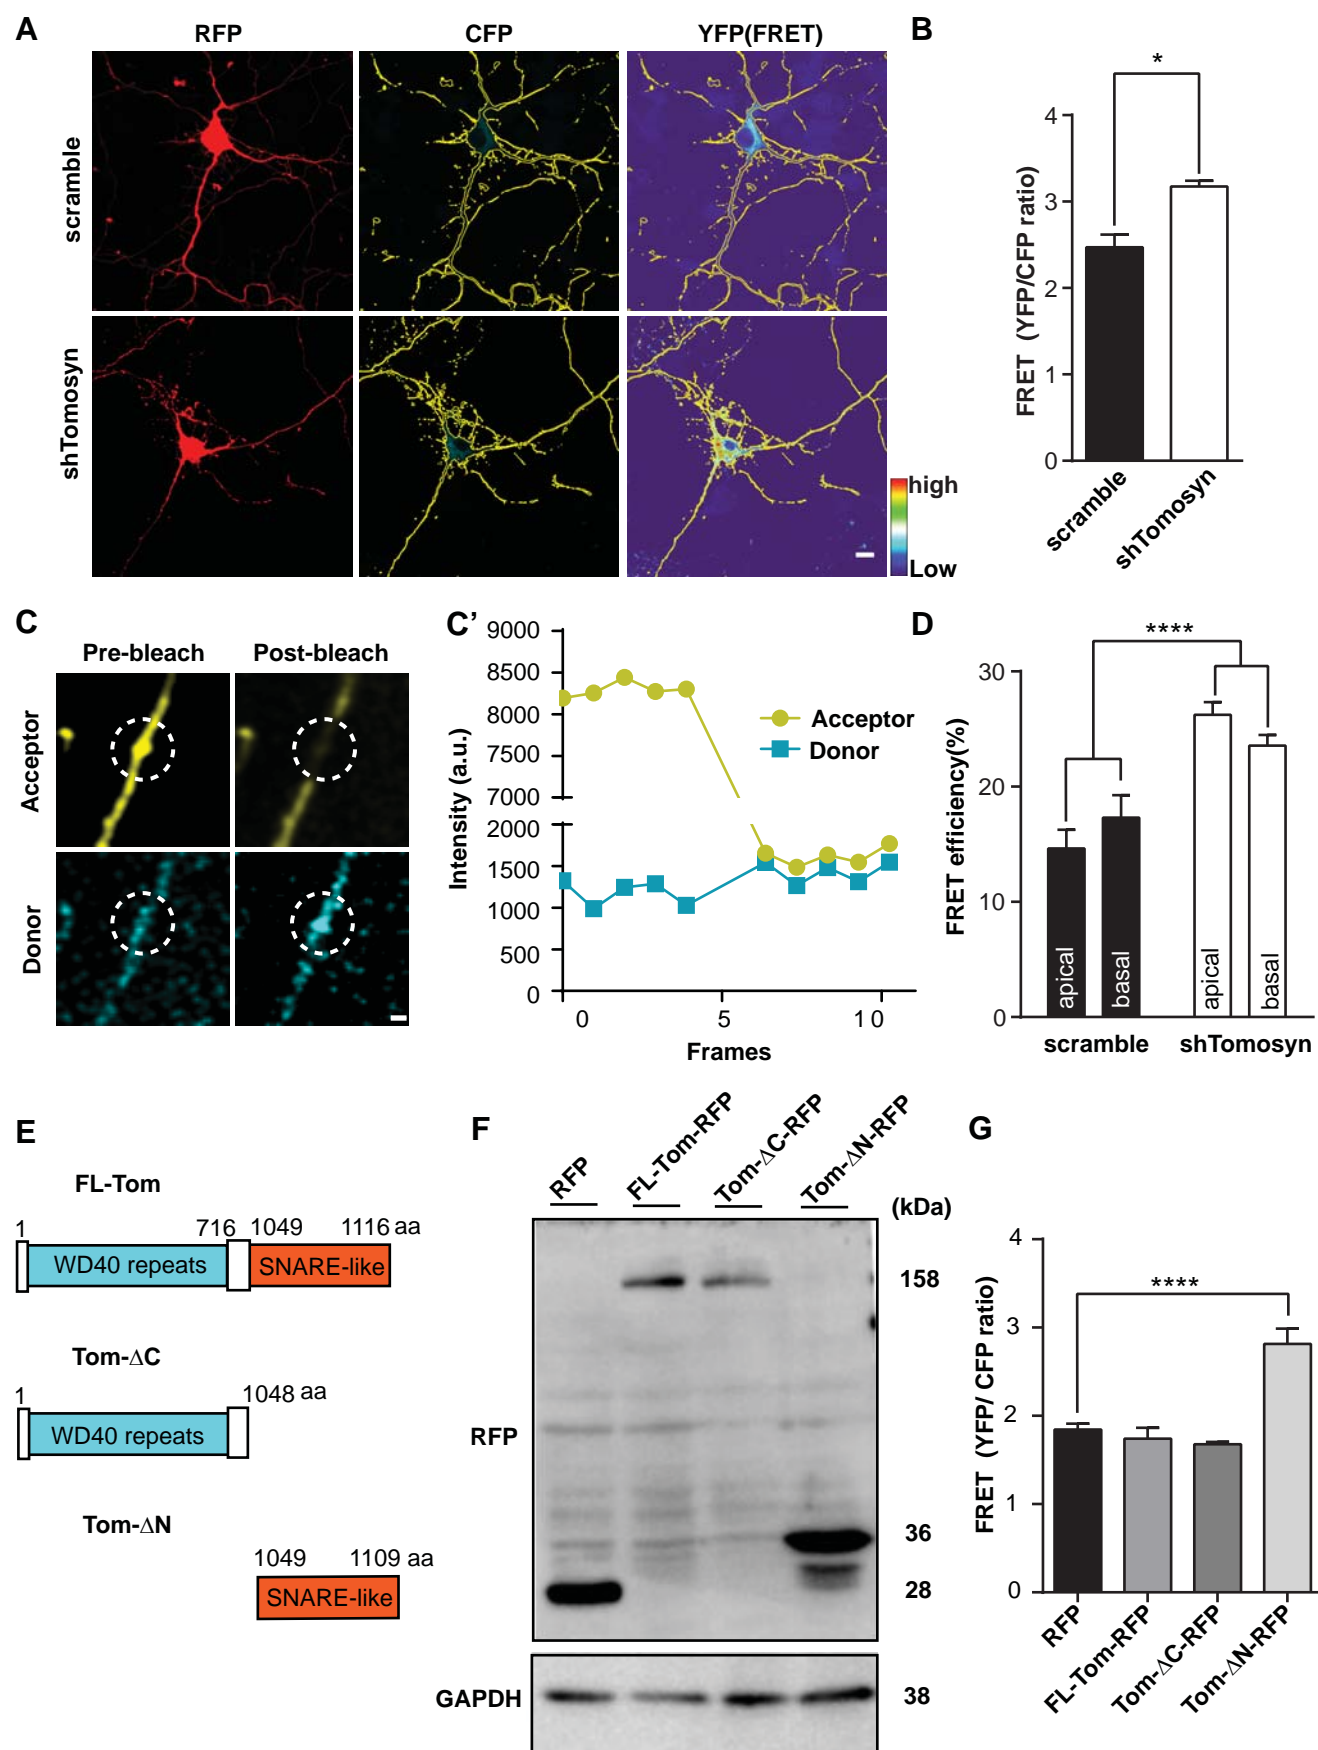 A
RFP
CFP
YFP(FRET)
scramble
shTomosyn
high
Low
B
*
FRET (YFP/CFP ratio)
4
3
2
1
0
scramble
shTomosyn
C
Pre-bleach
Post-bleach
Acceptor
Donor
C'
Intensity (a.u.)
9000
8500
8000
7500
7000
2000
1500
1000
500
0
Acceptor
Donor
0
5
10
Frames
D
****
FRET efficiency(%)
30
20
10
0
apical
basal
apical
basal
scramble
shTomosyn
E
FL-Tom
1
716
1049
1116 aa
WD40 repeats
SNARE-like
Tom-ΔC
1
1048 aa
WD40 repeats
Tom-ΔN
1049
1109 aa
SNARE-like
F
RFP
FL-Tom-RFP
Tom-ΔC-RFP
Tom-ΔN-RFP
(kDa)
158
RFP
36
28
GAPDH
38
G
****
FRET (YFP/ CFP ratio)
4
3
2
1
0
RFP
FL-Tom-RFP
Tom-ΔC-RFP
Tom-ΔN-RFP